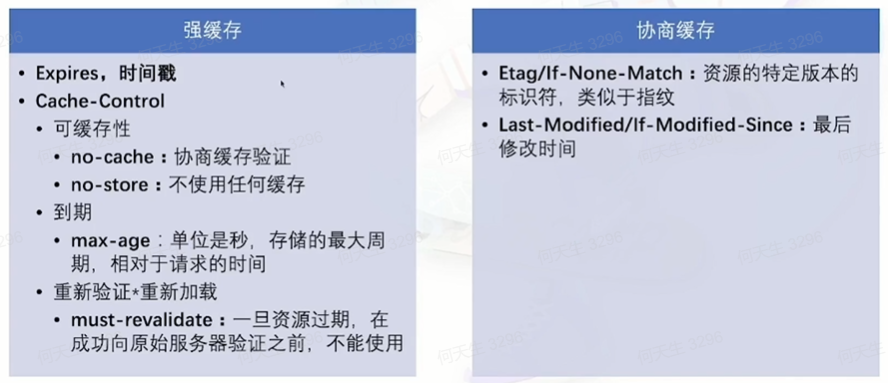 强缓存
• Expires，时间戳
• Cache-Control
• 可缓存性
• no-cache：协商缓存验证
• no-store：不使用任何缓存
• 到期
• max-age：单位是秒，存储的最大周
期，相对于请求的时间
• 重新验证*重新加载
• must-revalidate：一旦资源过期，在
成功向原始服务器验证之前，不能使用
协商缓存
• Etag/If-None-Match：资源的特定版本的
标识符，类似于指纹
• Last-Modified/If-Modified-Since：最后
修改时间
何天生 3296